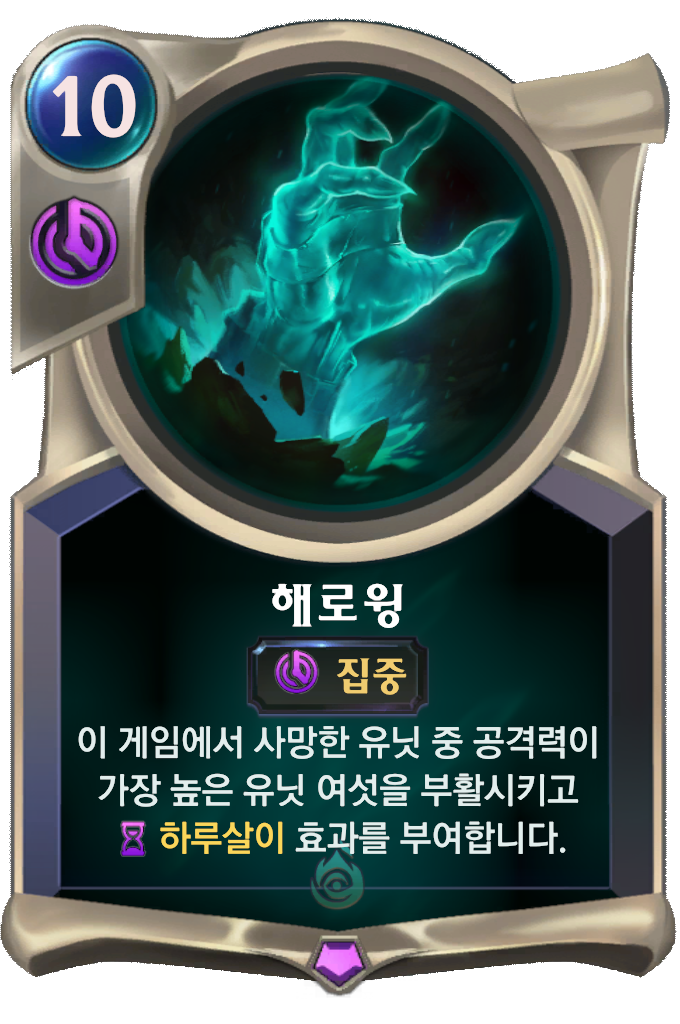 10
해로윙
집중
이 게임에서 사망한 유닛 중 공격력이
가장 높은 유닛 여섯을 부활시키고
하루살이 효과를 부여합니다.